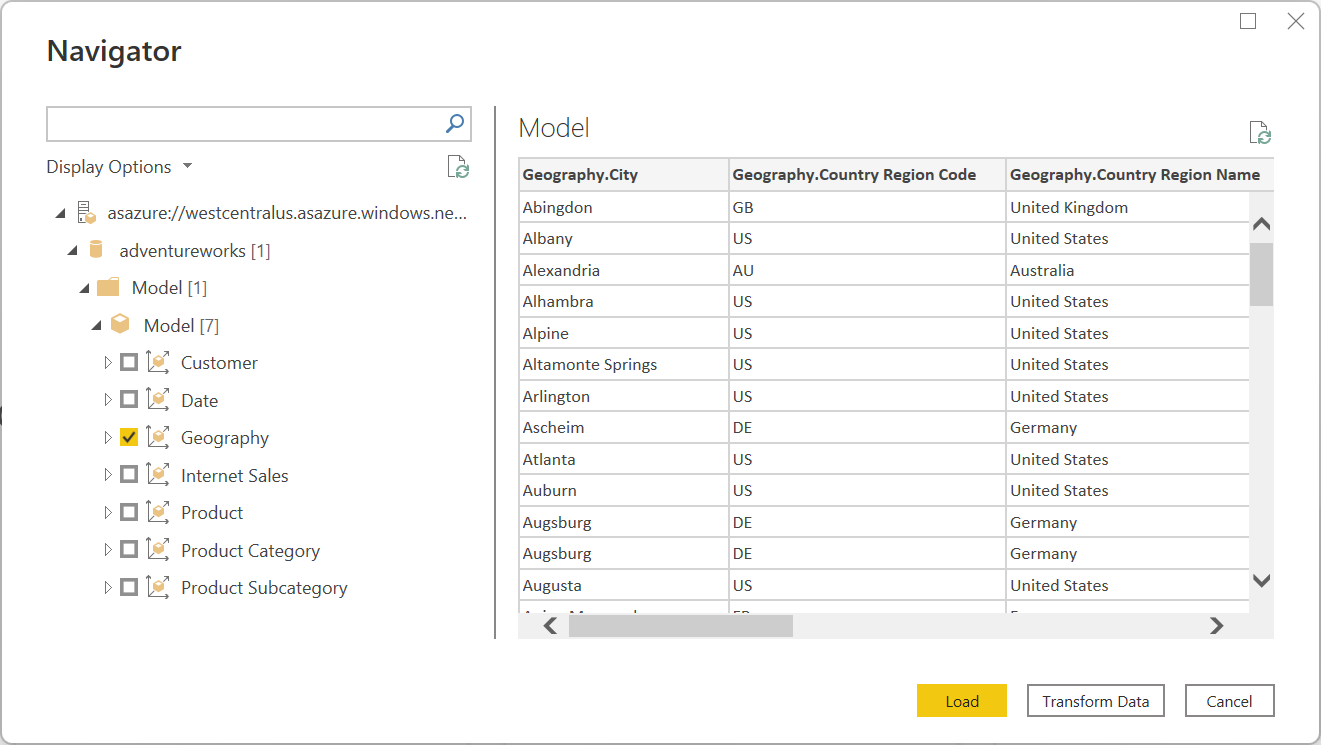 Navigator
Display Options
asazure://westcentralus.asazure.windows.ne...
adventureworks [1]
Model [1]
Model [7]
Customer
Date
Geography
Internet Sales
Product
Product Category
Product Subcategory
Model
Geography.City Geography.Country Region Code Geography.Country Region Name
Abingdon GB United Kingdom
Albany US United States
Alexandria AU Australia
Alhambra US United States
Alpine US United States
Altamonte Springs US United States
Arlington US United States
Ascheim DE Germany
Atlanta US United States
Auburn US United States
Augsburg DE Germany
Augsburg DE Germany
Augusta US United States
Load Transform Data Cancel